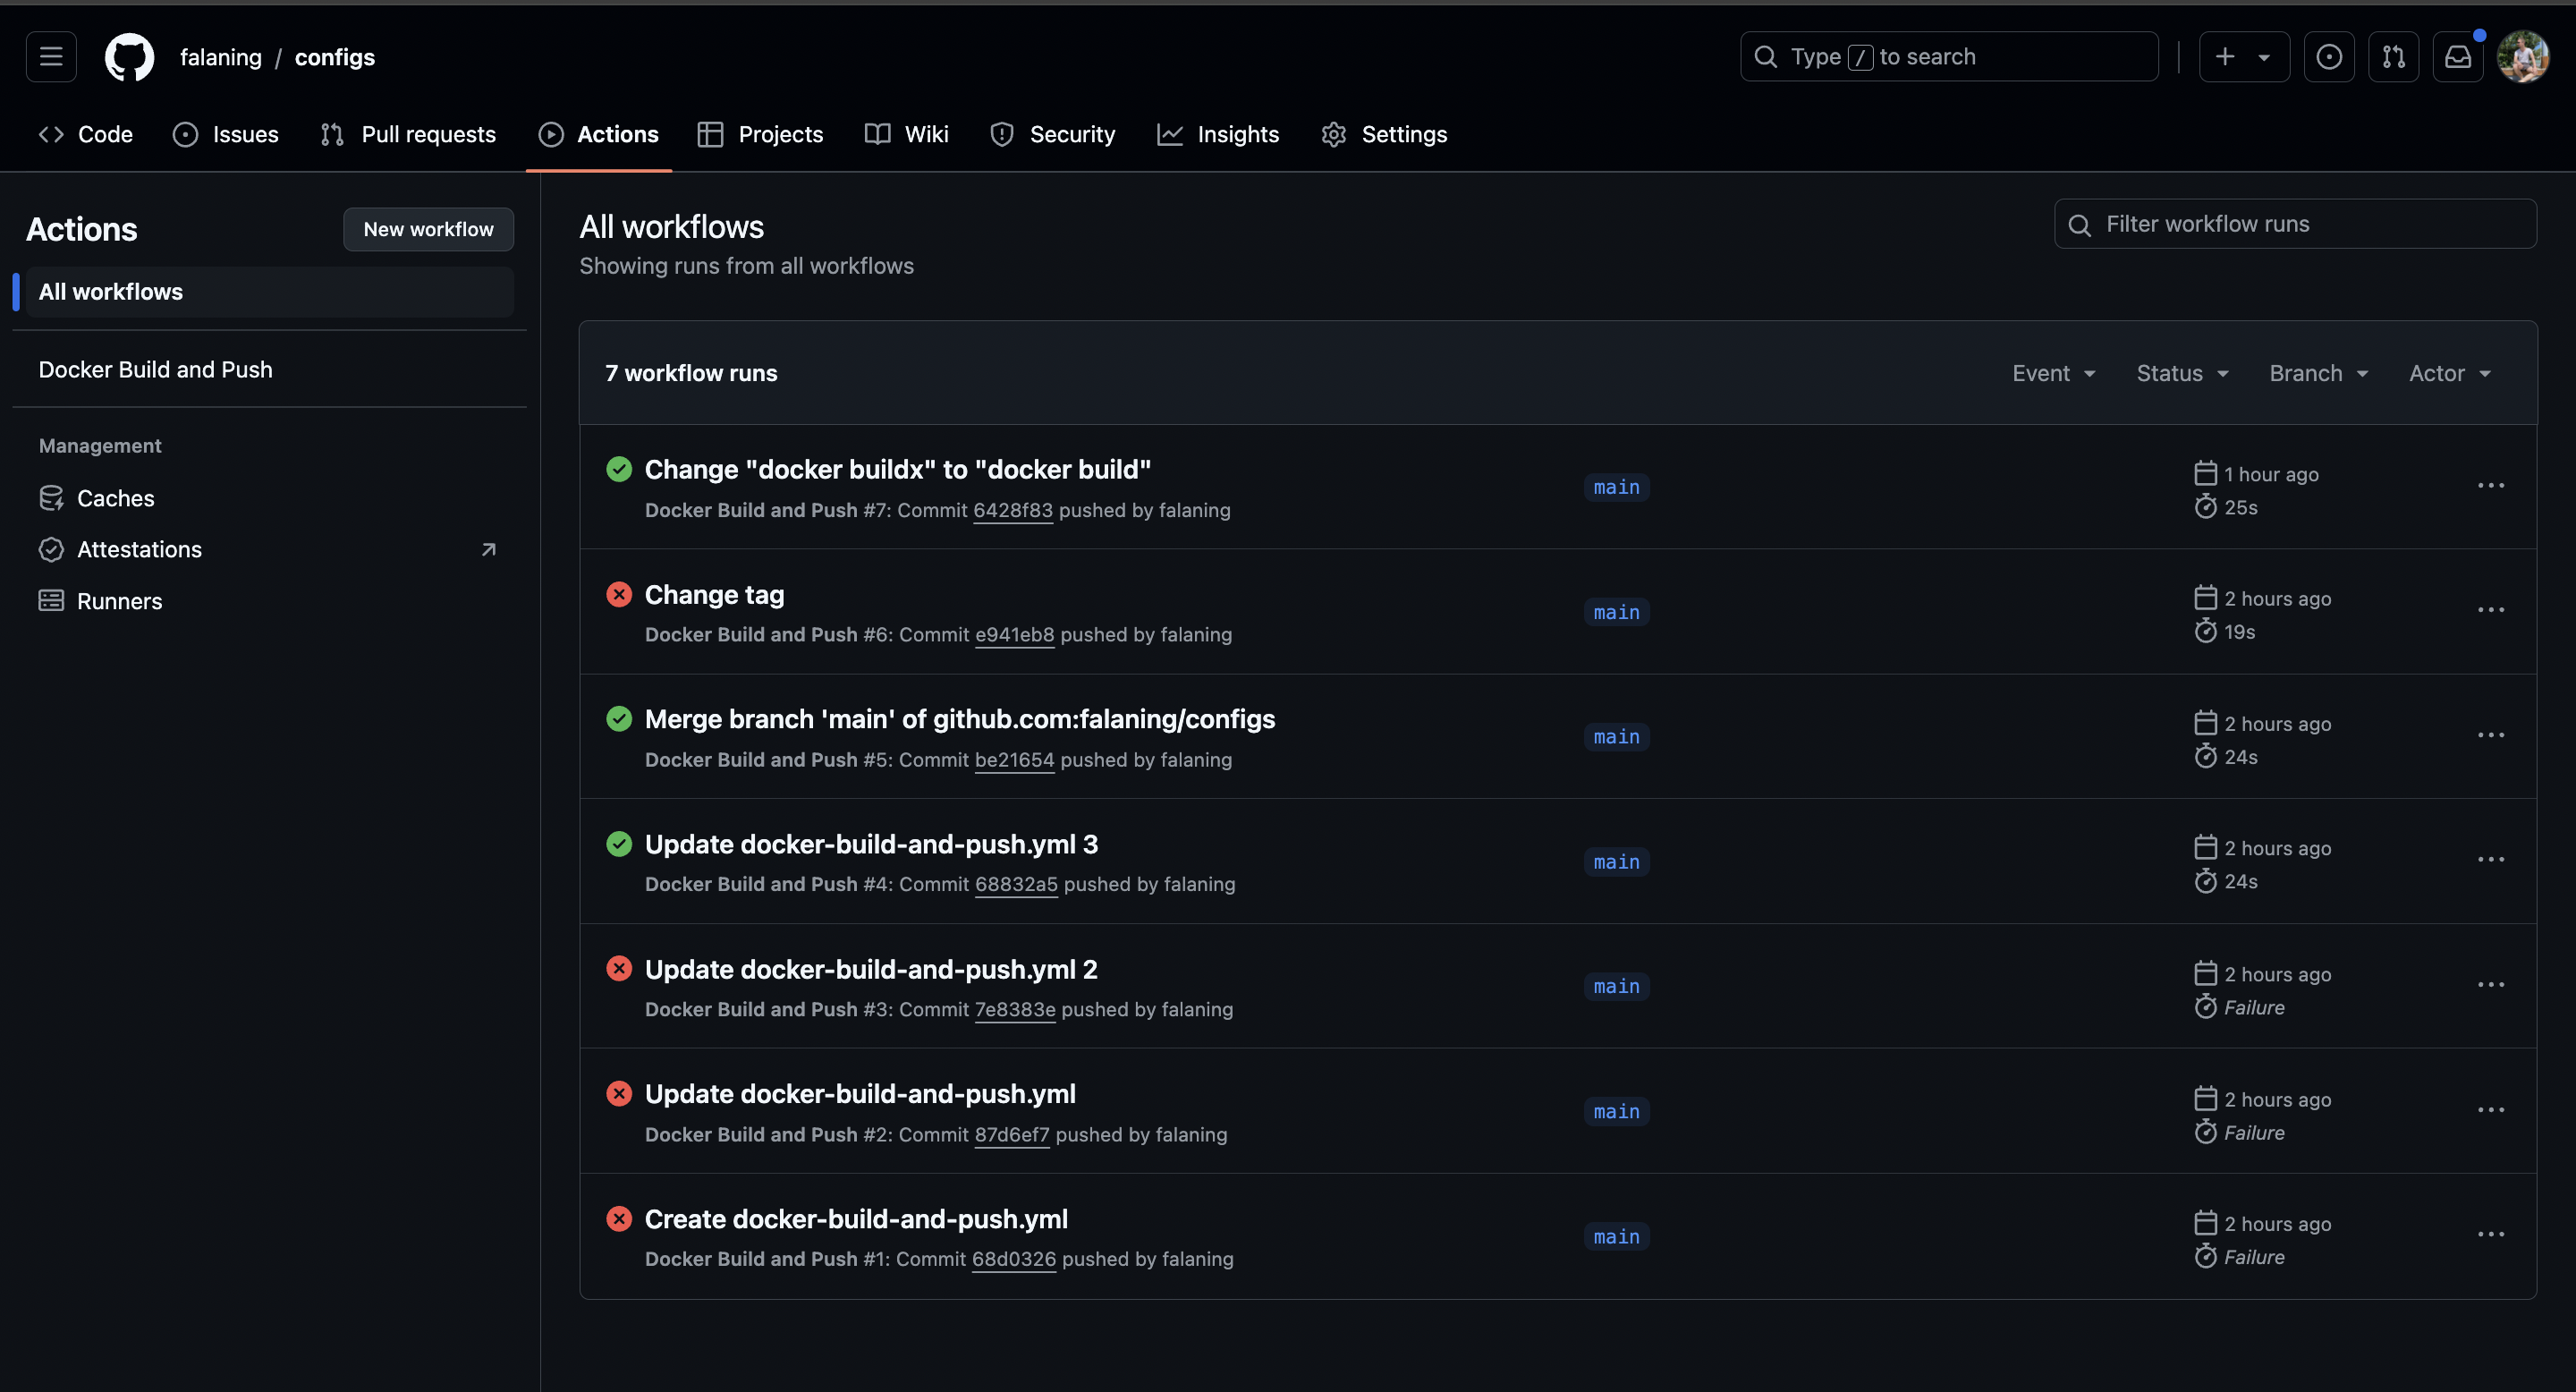 falaning / configs
Type / to search
Code
Issues
Pull requests
Actions
Projects
Wiki
Security
Insights
Settings
Actions
New workflow
All workflows
Docker Build and Push
Management
Caches
Attestations
Runners
All workflows
Showing runs from all workflows
Filter workflow runs
7 workflow runs
Event
Status
Branch
Actor
Change "docker buildx" to "docker build"
Docker Build and Push #7: Commit 6428f83 pushed by falaning
main
1 hour ago
25s
Change tag
Docker Build and Push #6: Commit e941eb8 pushed by falaning
main
2 hours ago
19s
Merge branch 'main' of github.com:falaning/configs
Docker Build and Push #5: Commit be21654 pushed by falaning
main
2 hours ago
24s
Update docker-build-and-push.yml 3
Docker Build and Push #4: Commit 68832a5 pushed by falaning
main
2 hours ago
24s
Update docker-build-and-push.yml 2
Docker Build and Push #3: Commit 7e8383e pushed by falaning
main
2 hours ago
Failure
Update docker-build-and-push.yml
Docker Build and Push #2: Commit 87d6ef7 pushed by falaning
main
2 hours ago
Failure
Create docker-build-and-push.yml
Docker Build and Push #1: Commit 68d0326 pushed by falaning
main
2 hours ago
Failure